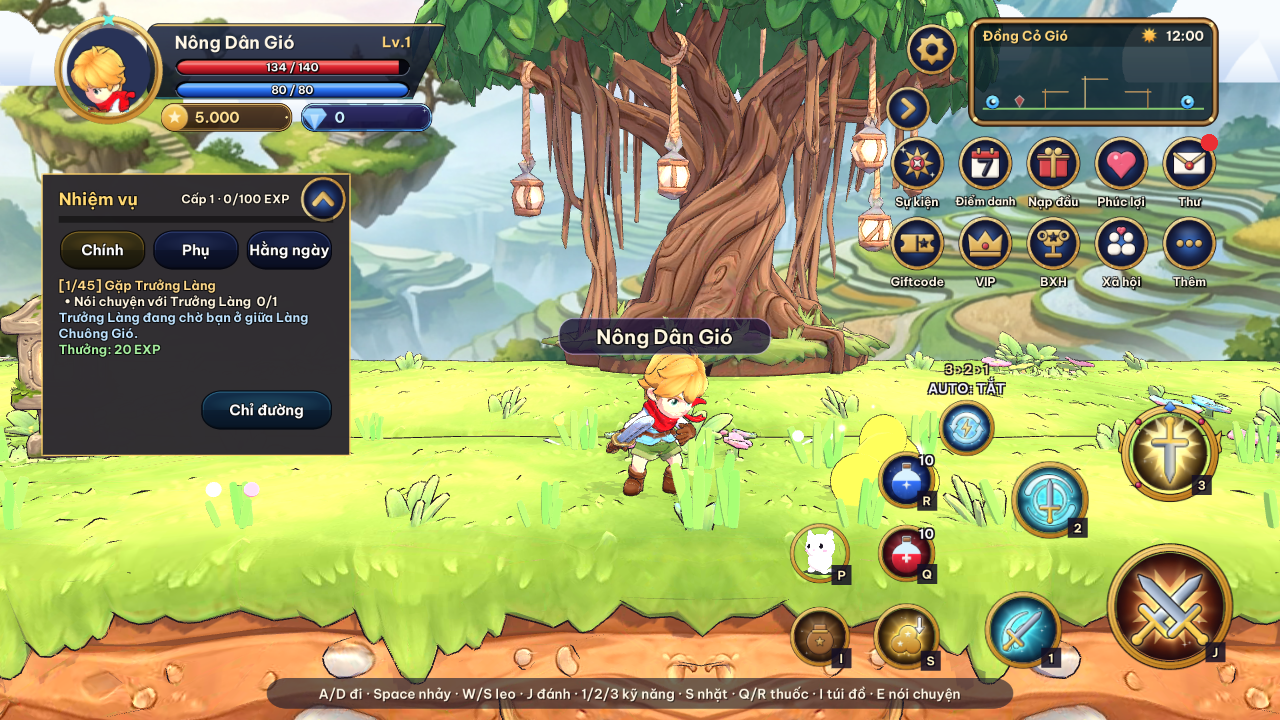 Nông Dân Gió Lv.1
134 / 140
80 / 80
5.000 0
Đồng Cỏ Gió 12:00
Nhiệm vụ Cấp 1 · 0/100 EXP
Chính Phụ Hằng ngày
[1/45] Gặp Trưởng Làng
• Nói chuyện với Trưởng Làng 0/1
Trưởng Làng đang chờ bạn ở giữa Làng
Chuông Gió.
Thưởng: 20 EXP
Chỉ đường
7
Sự kiện Điểm danh Nạp đầu Phúc lợi Thư
Giftcode VIP BXH Xã hội Thêm
Nông Dân Gió
3>2>1
AUTO: TẮT
10
R
3
2
10
Q
P
I
S
1
J
A/D đi · Space nhảy · W/S leo · J đánh · 1/2/3 kỹ năng · S nhặt · Q/R thuốc · I túi đồ · E nói chuyện